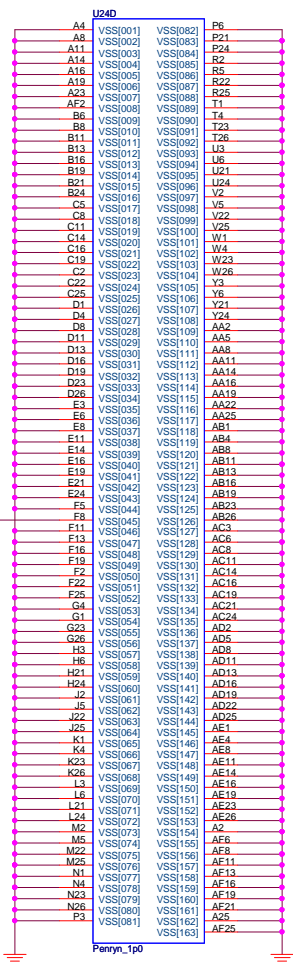 U24D
A4 VSS[001] VSS[082] P6
A8 VSS[002] VSS[083] P21
A11 VSS[003] VSS[084] P24
A14 VSS[004] VSS[085] R2
A16 VSS[005] VSS[086] R5
A19 VSS[006] VSS[087] R22
A23 VSS[007] VSS[088] R25
AF2 VSS[008] VSS[089] T1
B6 VSS[009] VSS[090] T4
B8 VSS[010] VSS[091] T23
B11 VSS[011] VSS[092] T26
B13 VSS[012] VSS[093] U3
B16 VSS[013] VSS[094] U6
B19 VSS[014] VSS[095] U21
B21 VSS[015] VSS[096] U24
B24 VSS[016] VSS[097] V2
C5 VSS[017] VSS[098] V5
C8 VSS[018] VSS[099] V22
C11 VSS[019] VSS[100] V25
C14 VSS[020] VSS[101] W1
C16 VSS[021] VSS[102] W4
C19 VSS[022] VSS[103] W23
C2 VSS[023] VSS[104] W26
C22 VSS[024] VSS[105] Y3
C25 VSS[025] VSS[106] Y6
D1 VSS[026] VSS[107] Y21
D4 VSS[027] VSS[108] Y24
D8 VSS[028] VSS[109] AA2
D11 VSS[029] VSS[110] AA5
D13 VSS[030] VSS[111] AA8
D16 VSS[031] VSS[112] AA11
D19 VSS[032] VSS[113] AA14
D23 VSS[033] VSS[114] AA16
D26 VSS[034] VSS[115] AA19
E3 VSS[035] VSS[116] AA22
E6 VSS[036] VSS[117] AA25
E8 VSS[037] VSS[118] AB1
E11 VSS[038] VSS[119] AB4
E14 VSS[039] VSS[120] AB8
E16 VSS[040] VSS[121] AB11
E19 VSS[041] VSS[122] AB13
E21 VSS[042] VSS[123] AB16
E24 VSS[043] VSS[124] AB19
F5 VSS[044] VSS[125] AB23
F8 VSS[045] VSS[126] AB26
F11 VSS[046] VSS[127] AC3
F13 VSS[047] VSS[128] AC6
F16 VSS[048] VSS[129] AC8
F19 VSS[049] VSS[130] AC11
F2 VSS[050] VSS[131] AC14
F22 VSS[051] VSS[132] AC16
F25 VSS[052] VSS[133] AC19
G4 VSS[053] VSS[134] AC21
G1 VSS[054] VSS[135] AC24
G23 VSS[055] VSS[136] AD2
G26 VSS[056] VSS[137] AD5
H3 VSS[057] VSS[138] AD8
H6 VSS[058] VSS[139] AD11
H21 VSS[059] VSS[140] AD13
H24 VSS[060] VSS[141] AD16
J2 VSS[061] VSS[142] AD19
J5 VSS[062] VSS[143] AD22
J22 VSS[063] VSS[144] AD25
J25 VSS[064] VSS[145] AE1
K1 VSS[065] VSS[146] AE4
K4 VSS[066] VSS[147] AE8
K23 VSS[067] VSS[148] AE11
K26 VSS[068] VSS[149] AE14
L3 VSS[069] VSS[150] AE16
L6 VSS[070] VSS[151] AE19
L21 VSS[071] VSS[152] AE23
L24 VSS[072] VSS[153] AE26
M2 VSS[073] VSS[154] A2
M5 VSS[074] VSS[155] AF6
M22 VSS[075] VSS[156] AF8
M25 VSS[076] VSS[157] AF11
N1 VSS[077] VSS[158] AF13
N4 VSS[078] VSS[159] AF16
N23 VSS[079] VSS[160] AF19
N26 VSS[080] VSS[161] AF21
P3 VSS[081] VSS[162] A25
VSS[163] AF25
Penryn_1p0